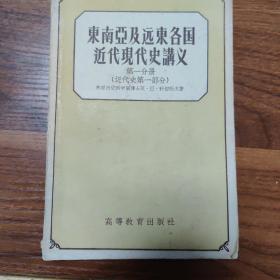 東南亞及远東各国
近代現代史講义
第一分册
(近代史第一部分)
高等教育出版社